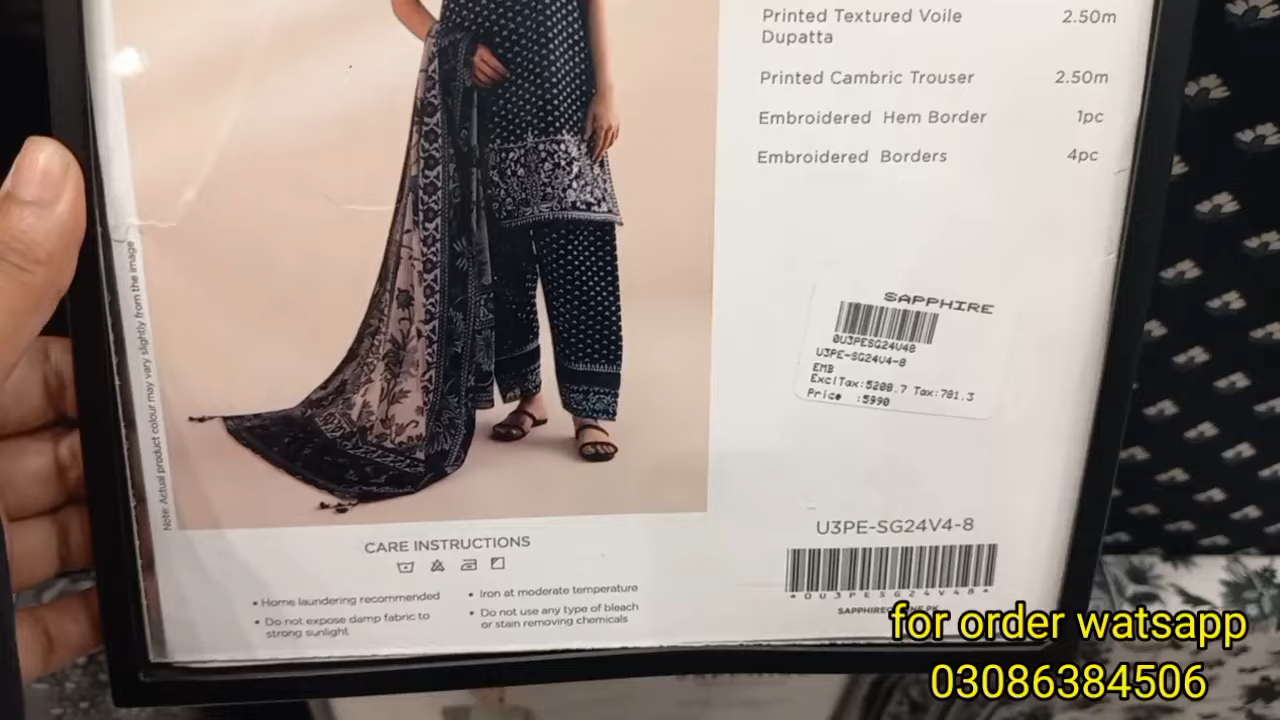 Printed Textured Voile 2.50m
Dupatta
Printed Cambric Trouser 2.50m
Embroidered Hem Border 1pc
Embroidered Borders 4pc
Note: Actual product colour may vary slightly from the image
SAPPHIRE
0U3PESG24V48
U3PE-SG24V4-8
EMB
ExclTax:5208.7 Tax:781.3
Price :5990
U3PE-SG24V4-8
*0U3PESG24V48*
CARE INSTRUCTIONS
• Home laundering recommended
• Do not expose damp fabric to
strong sunlight
• Iron at moderate temperature
• Do not use any type of bleach
or stain removing chemicals
for order watsapp
03086384506